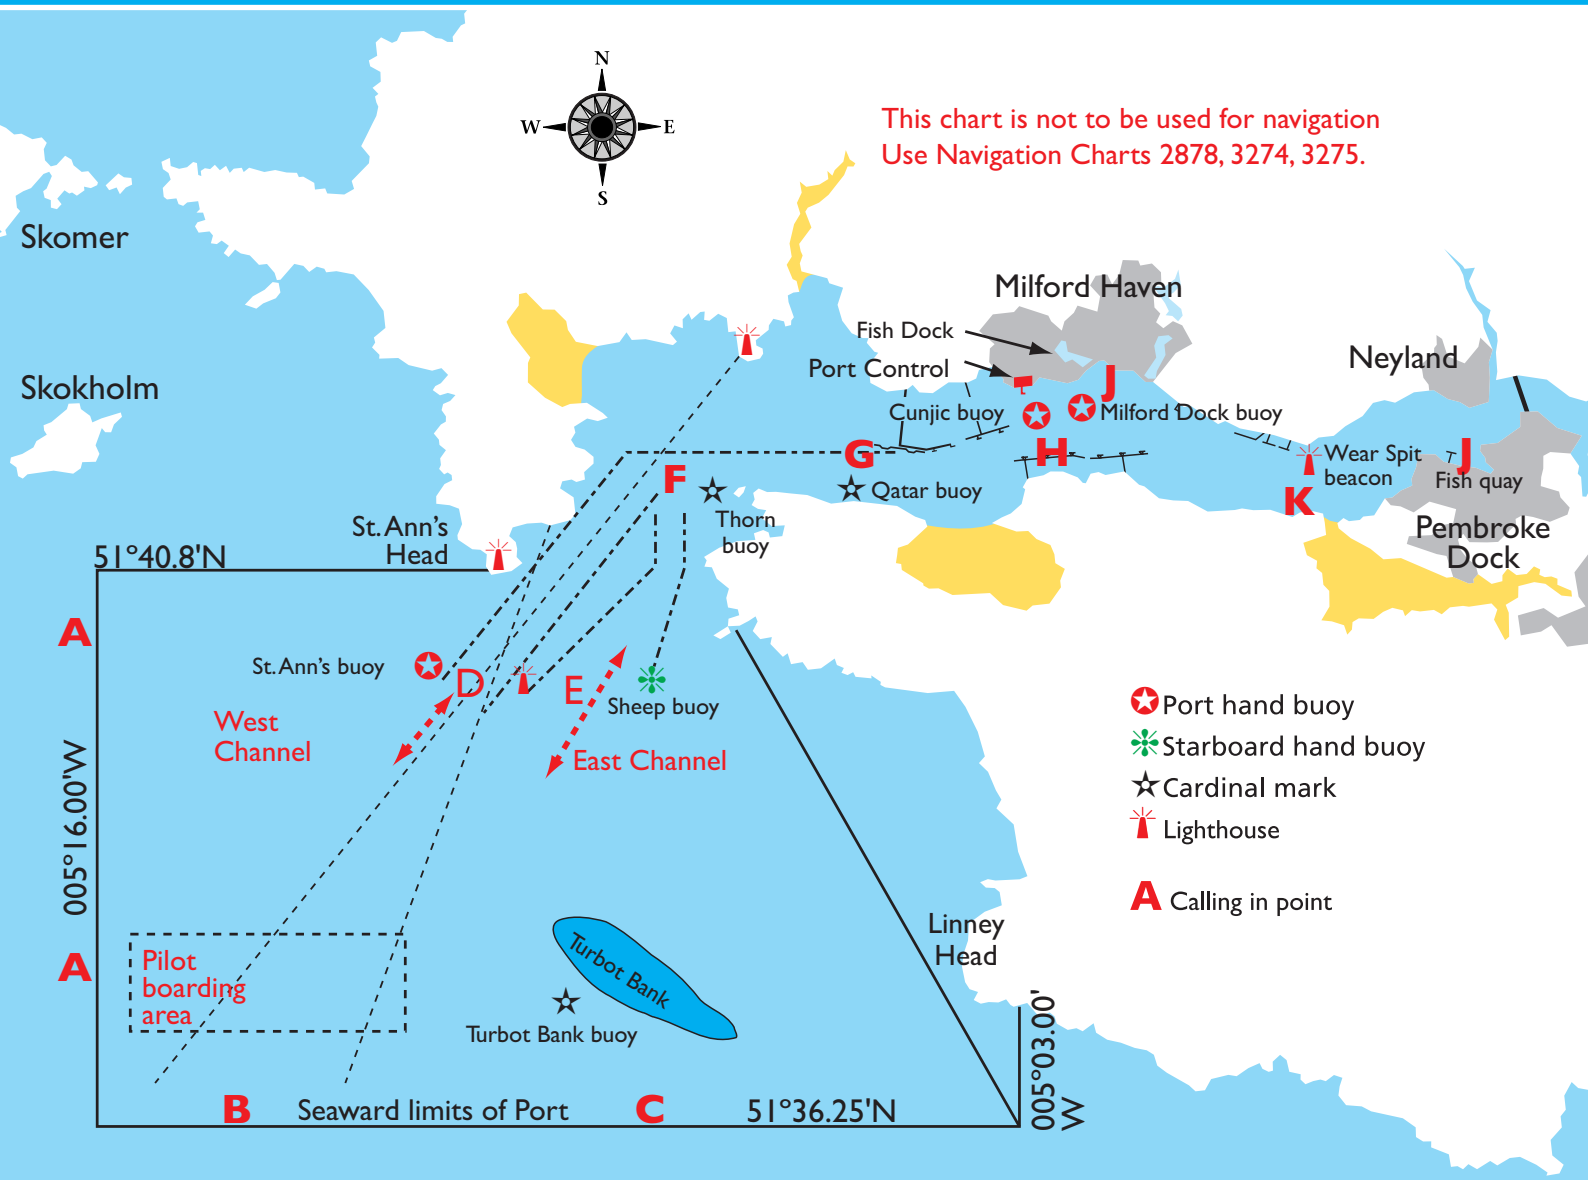 N
W
E
S
This chart is not to be used for navigation
Use Navigation Charts 2878, 3274, 3275.
Skomer
Milford Haven
Fish Dock
Neyland
Port Control
Skokholm
J
Cunjic buoy
Milford Dock buoy
G
H
Wear Spit
beacon
J
F
Fish quay
Qatar buoy
K
Thorn
buoy
St. Ann's
Head
Pembroke
Dock
51°40.8'N
A
St. Ann's buoy
D
E
Sheep buoy
West
Channel
East Channel
Port hand buoy
Starboard hand buoy
Cardinal mark
Lighthouse
A Calling in point
005°16.00'W
Linney
Head
Turbot Bank
A
Pilot
boarding
area
Turbot Bank buoy
005°03.00'
W
B
Seaward limits of Port
C
51°36.25'N